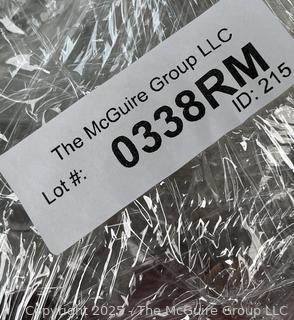 The McGuire Group LLC
Lot #: 0338RM
ID: 215
Copyright 2025 - The McGuire Group LLC